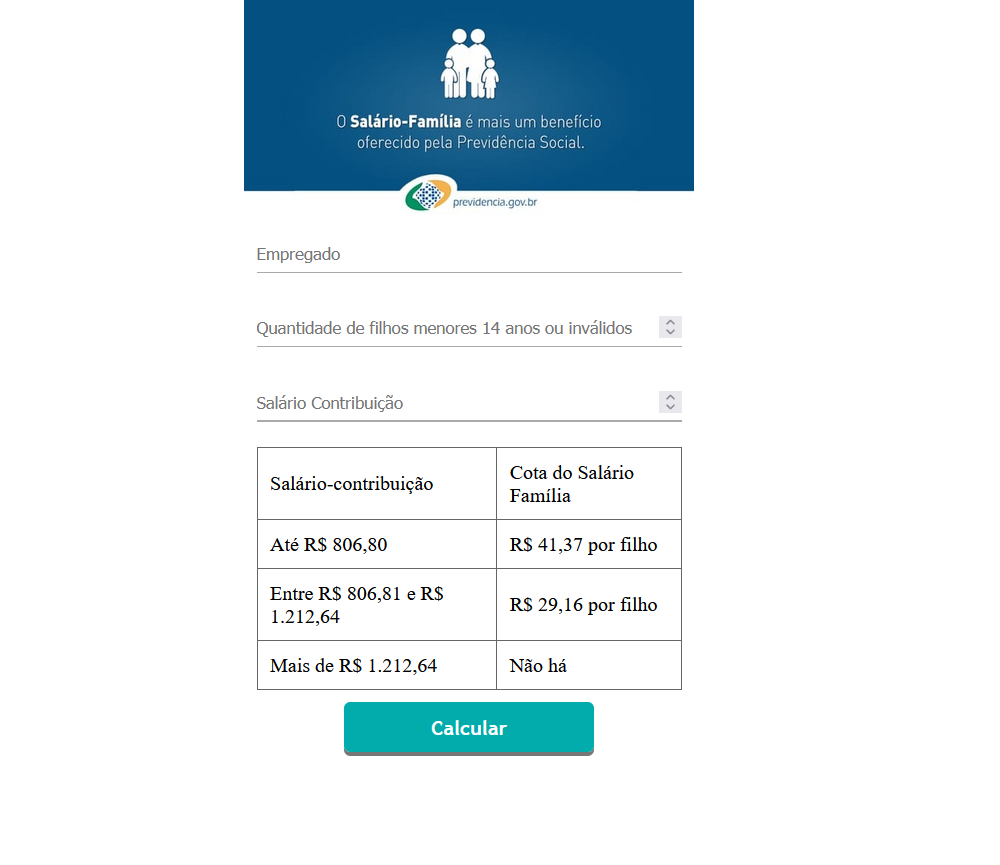 O Salário-Família é mais um benefício
oferecido pela Previdência Social.
previdencia.gov.br
Empregado
Quantidade de filhos menores 14 anos ou inválidos
Salário Contribuição
Salário-contribuição
Cota do Salário
Família
Até R$ 806,80
R$ 41,37 por filho
Entre R$ 806,81 e R$
1.212,64
R$ 29,16 por filho
Mais de R$ 1.212,64
Não há
Calcular